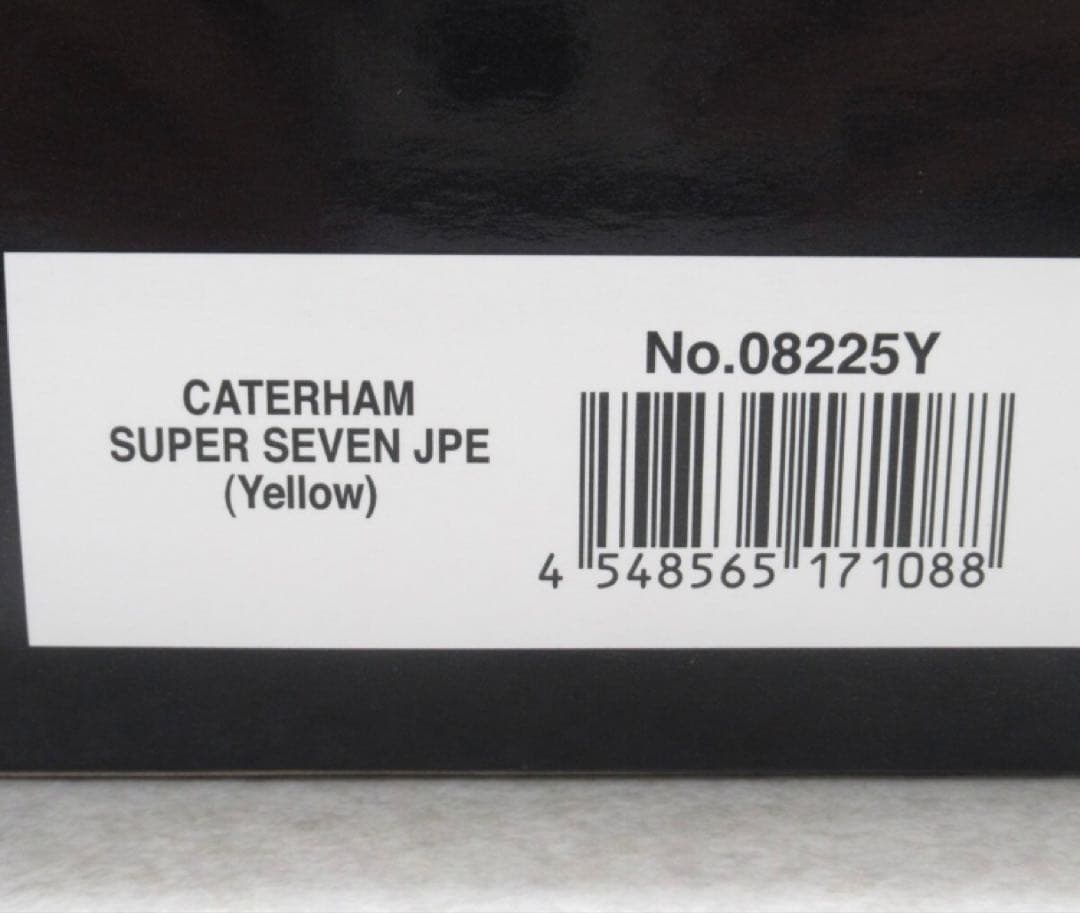 CATERHAM
SUPER SEVEN JPE
(Yellow)
No.08225Y
4 548565 171088